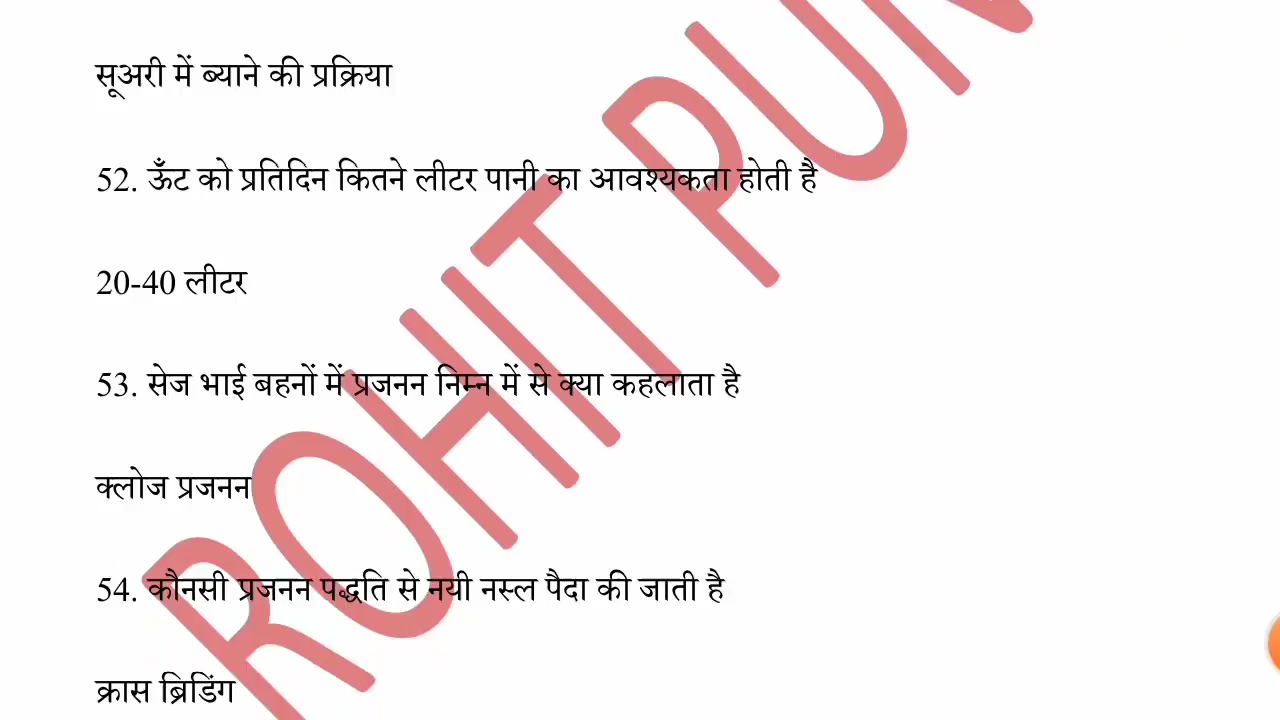 सूअरी में ब्याने की प्रक्रिया
52. ऊँट को प्रतिदिन कितने लीटर पानी का आवश्यकता होती है
20-40 लीटर
53. सेज भाई बहनों में प्रजनन निम्न में से क्या कहलाता है
क्लोज प्रजनन
54. कौनसी प्रजनन पद्धति से नयी नस्ल पैदा की जाती है
क्रास ब्रिडिंग
ROHIT